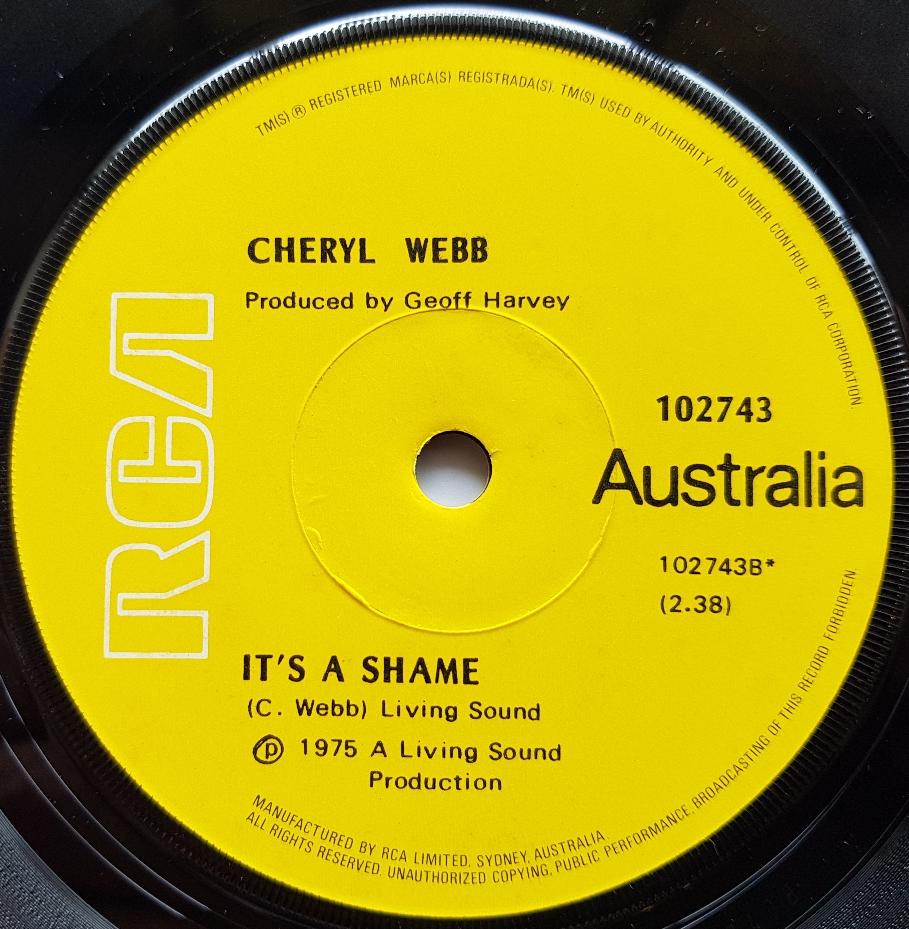 TM(S) ® REGISTERED MARCA(S) REGISTRADA(S). TM(S) USED BY AUTHORITY AND UNDER CONTROL OF RCA CORPORATION.
CHERYL WEBB
Produced by Geoff Harvey
RCA
102743
Australia
102743B*
(2.38)
IT'S A SHAME
(C. Webb) Living Sound
℗ 1975 A Living Sound
Production
MANUFACTURED BY RCA LIMITED, SYDNEY, AUSTRALIA.
ALL RIGHTS RESERVED. UNAUTHORIZED COPYING, PUBLIC PERFORMANCE, BROADCASTING OF THIS RECORD FORBIDDEN.